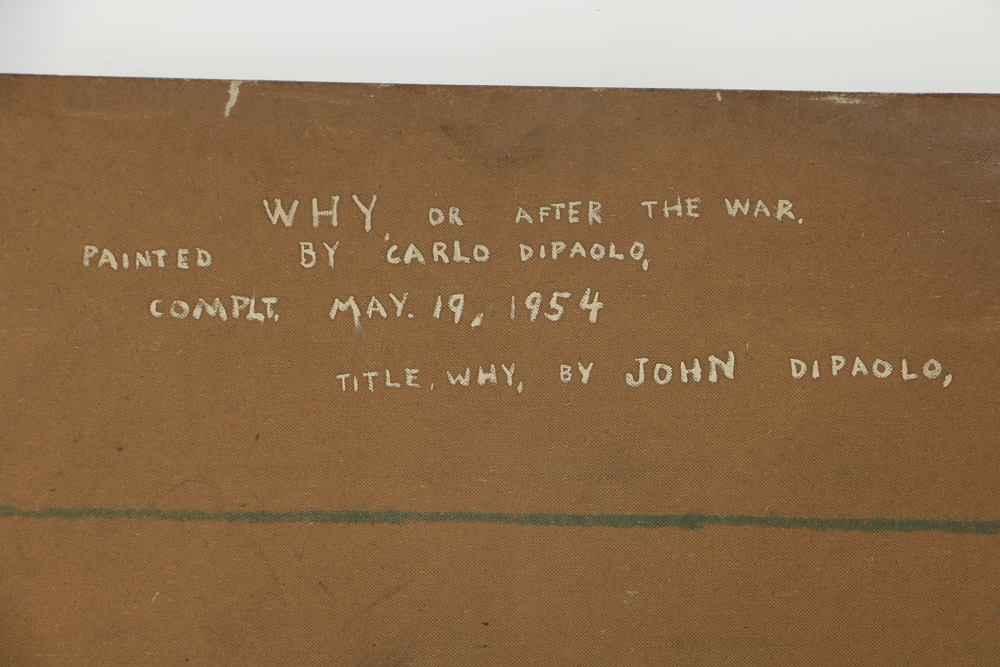 WHY, OR AFTER THE WAR.
PAINTED BY CARLO DIPAOLO,
COMPLT. MAY. 19, 1954
TITLE, WHY, BY JOHN DIPAOLO,